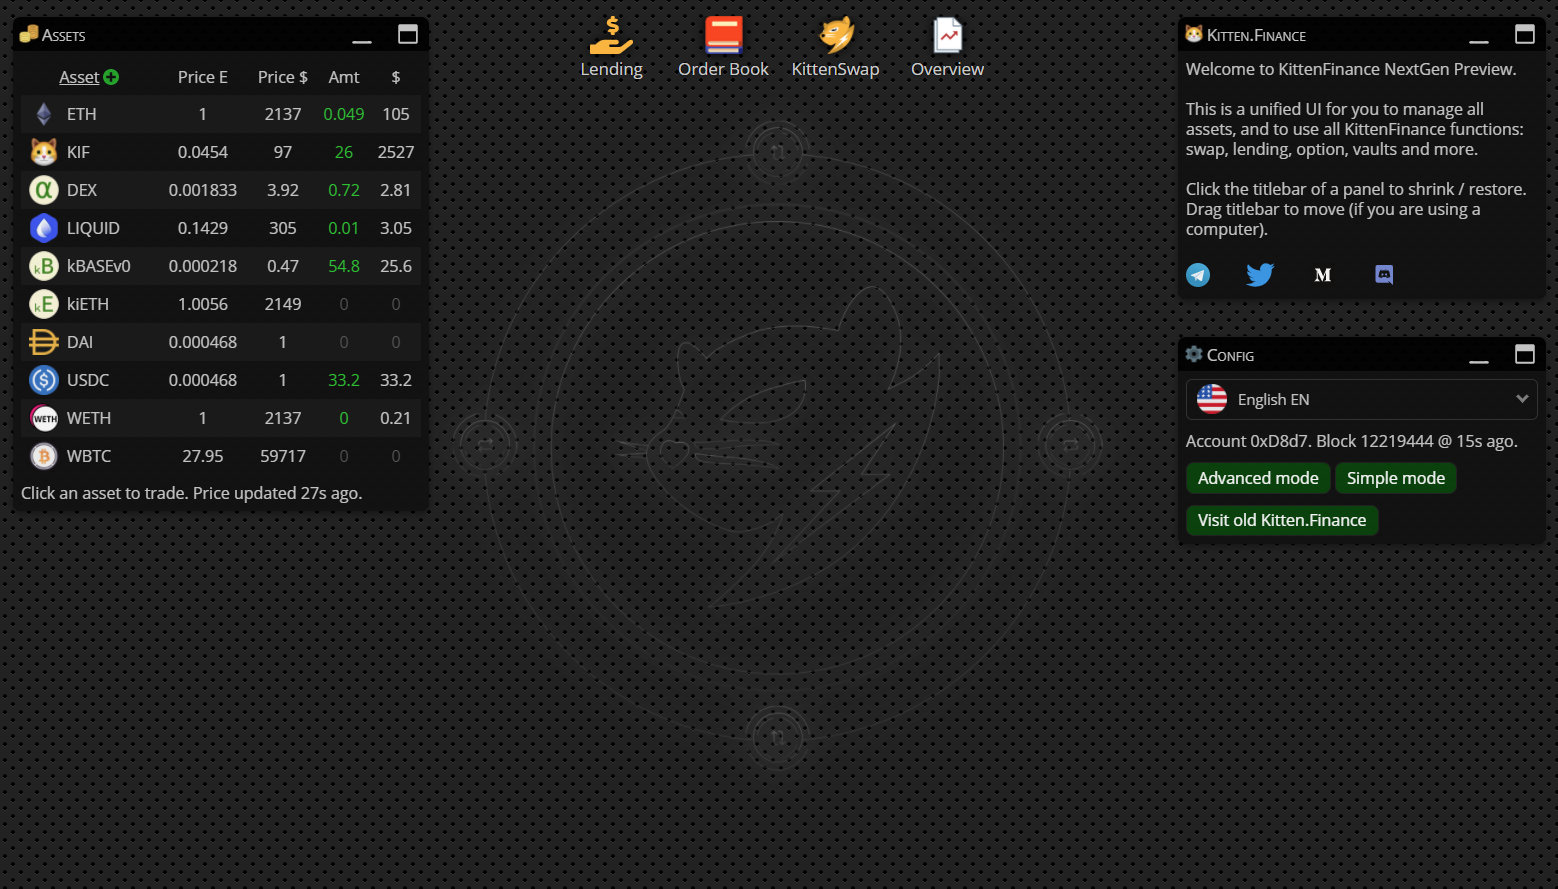 Assets
Asset Price E Price $ Amt $
ETH 1 2137 0.049 105
KIF 0.0454 97 26 2527
DEX 0.001833 3.92 0.72 2.81
LIQUID 0.1429 305 0.01 3.05
kB kBASEv0 0.000218 0.47 54.8 25.6
kE kiETH 1.0056 2149 0 0
DAI 0.000468 1 0 0
USDC 0.000468 1 33.2 33.2
WETH WETH 1 2137 0 0.21
WBTC 27.95 59717 0 0
Click an asset to trade. Price updated 27s ago.
Lending Order Book KittenSwap Overview
Kitten.Finance
Welcome to KittenFinance NextGen Preview.
This is a unified UI for you to manage all
assets, and to use all KittenFinance functions:
swap, lending, option, vaults and more.
Click the titlebar of a panel to shrink / restore.
Drag titlebar to move (if you are using a
computer).
Config
English EN
Account 0xD8d7. Block 12219444 @ 15s ago.
Advanced mode Simple mode
Visit old Kitten.Finance